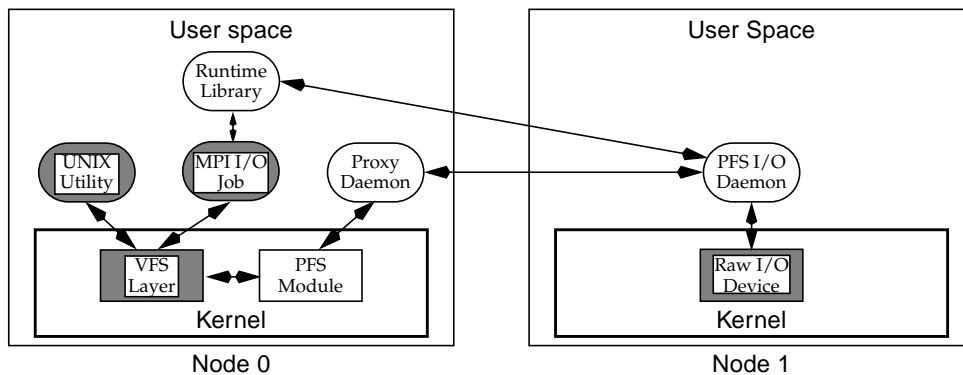 User space
User Space
Runtime
Library
UNIX
Utility
MPI I/O
Job
Proxy
Daemon
PFS I/O
Daemon
VFS
Layer
PFS
Module
Raw I/O
Device
Kernel
Kernel
Node 0
Node 1